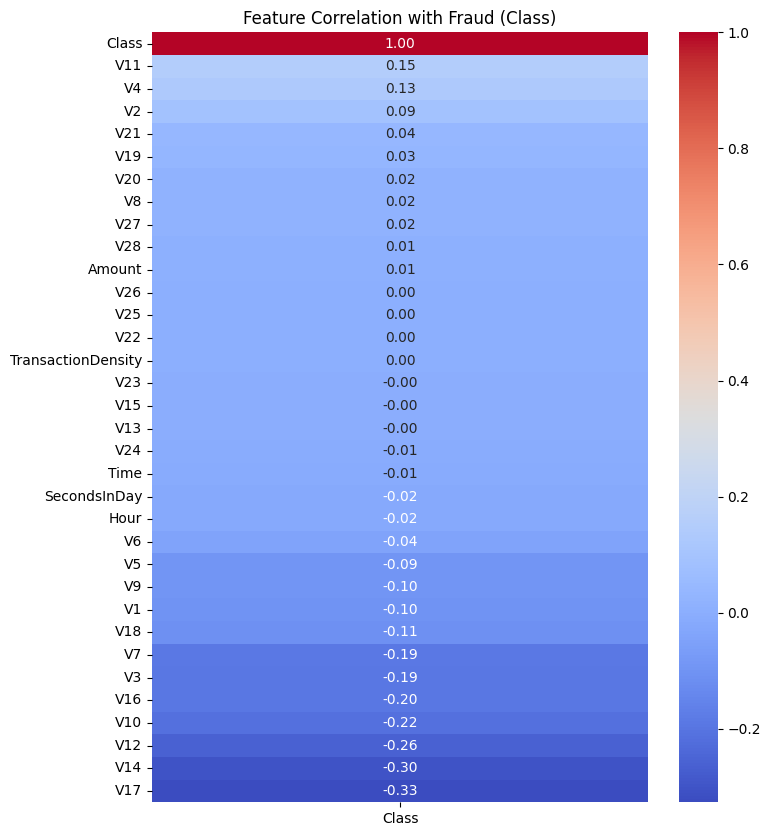 Feature Correlation with Fraud (Class)
Class 1.00
V11 0.15
V4 0.13
V2 0.09
V21 0.04
V19 0.03
V20 0.02
V8 0.02
V27 0.02
V28 0.01
Amount 0.01
V26 0.00
V25 0.00
V22 0.00
TransactionDensity 0.00
V23 -0.00
V15 -0.00
V13 -0.00
V24 -0.01
Time -0.01
SecondsInDay -0.02
Hour -0.02
V6 -0.04
V5 -0.09
V9 -0.10
V1 -0.10
V18 -0.11
V7 -0.19
V3 -0.19
V16 -0.20
V10 -0.22
V12 -0.26
V14 -0.30
V17 -0.33
Class
1.0
0.8
0.6
0.4
0.2
0.0
−0.2